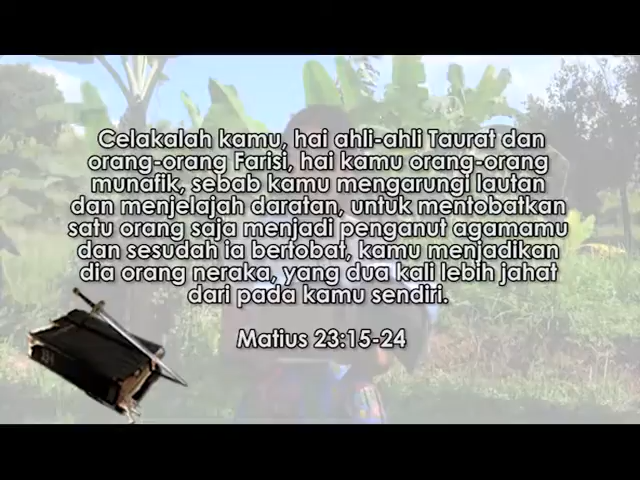 Celakalah kamu, hai ahli-ahli Taurat dan
orang-orang Farisi, hai kamu orang-orang
munafik, sebab kamu mengarungi lautan
dan menjelajah daratan, untuk mentobatkan
satu orang saja menjadi penganut agamamu
dan sesudah ia bertobat, kamu menjadikan
dia orang neraka, yang dua kali lebih jahat
dari pada kamu sendiri.
Matius 23:15-24